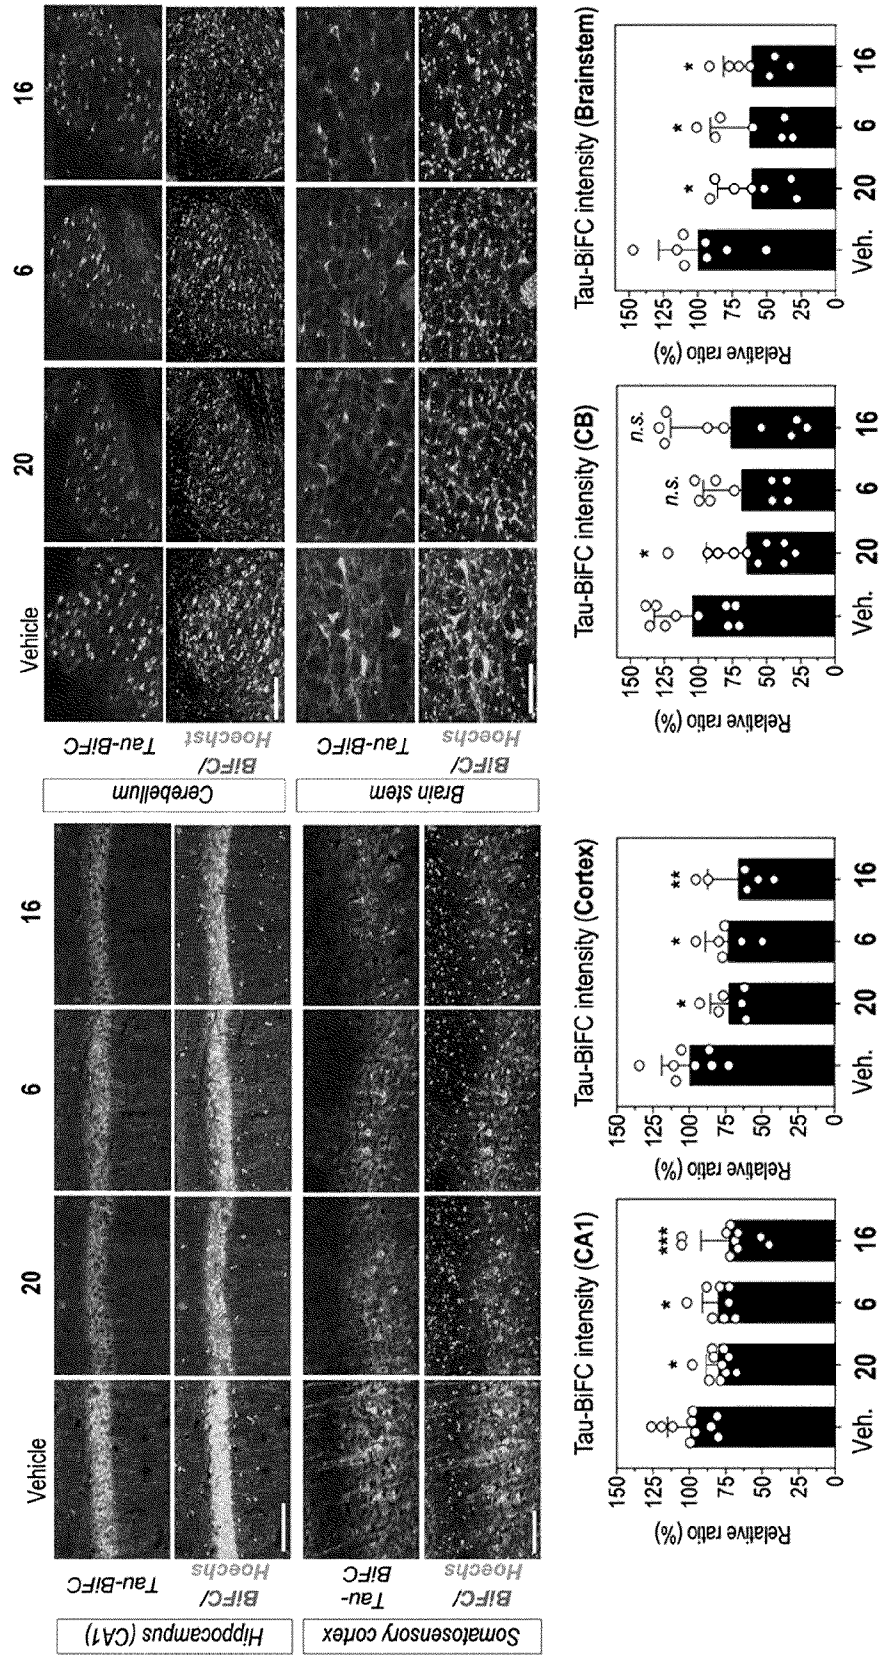 Vehicle
20
6
16
Hippocampus (CA1)
Tau-BiFC
BiFC/
Hoechs
Somatosensory cortex
Tau-
BiFC
BiFC/
Hoechs
Vehicle
20
6
16
Cerebellum
Tau-BiFC
BiFC/
Hoechst
Brain stem
Tau-BiFC
BiFC/
Hoechs
Tau-BiFC intensity (CA1)
Relative ratio (%)
150
125
100
75
50
25
0
* * ***
Veh. 20 6 16
Tau-BiFC intensity (Cortex)
Relative ratio (%)
150
125
100
75
50
25
0
* * **
Veh. 20 6 16
Tau-BiFC intensity (CB)
Relative ratio (%)
150
125
100
75
50
25
0
* n.s. n.s.
Veh. 20 6 16
Tau-BiFC intensity (Brainstem)
Relative ratio (%)
150
125
100
75
50
25
0
* * *
Veh. 20 6 16